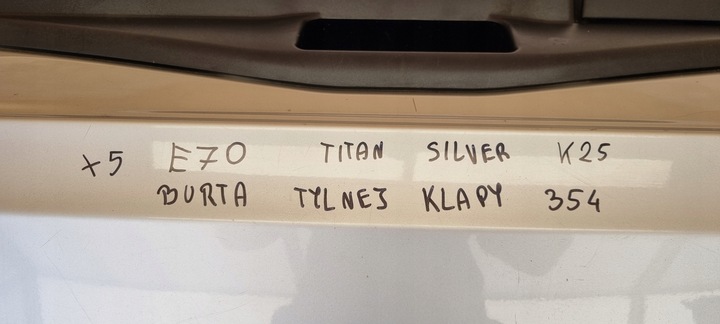 X5 E70 TITAN SILVER K25
BURTA TYLNEJ KLAPY 354